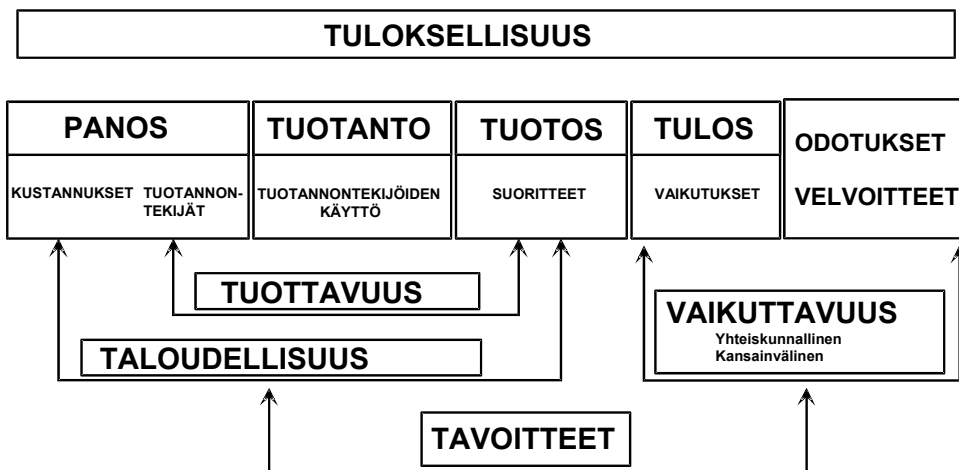 TULOKSELLISUUS
PANOS
TUOTANTO
TUOTOS
TULOS
ODOTUKSET
VELVOITTEET
KUSTANNUKSET
TUOTANNON-
TEKIJÄT
TUOTANNONTEKIJÖIDEN
KÄYTTÖ
SUORITTEET
VAIKUTUKSET
TUOTTAVUUS
TALOUDELLISUUS
VAIKUTTAVUUS
Yhteiskunnallinen
Kansainvälinen
TAVOITTEET